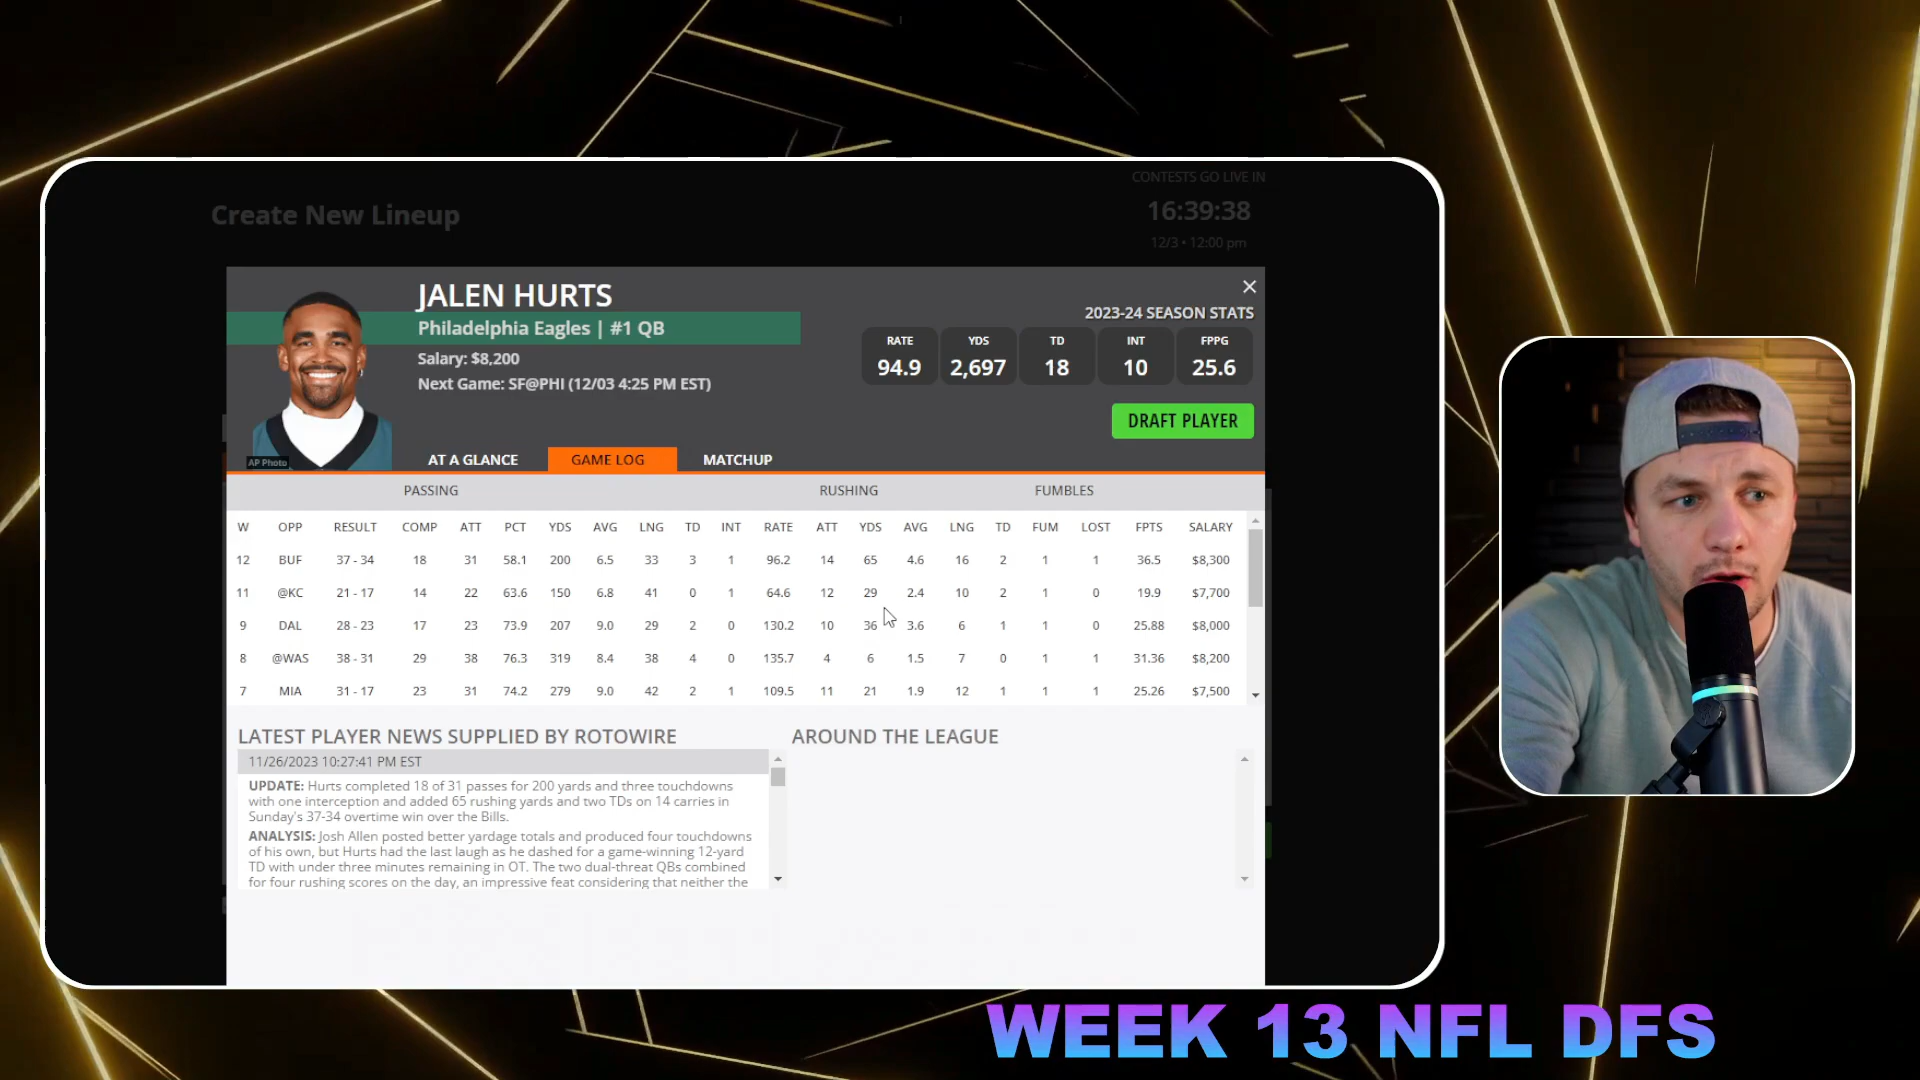 CONTESTS GO LIVE IN
Create New Lineup
16:39:38
12/3 • 12:00 pm
JALEN HURTS
Philadelphia Eagles | #1 QB
Salary: $8,200
Next Game: SF@PHI (12/03 4:25 PM EST)
AP Photo
2023-24 SEASON STATS
RATE YDS TD INT FPPG
94.9 2,697 18 10 25.6
DRAFT PLAYER
AT A GLANCE GAME LOG MATCHUP
PASSING RUSHING FUMBLES
W OPP RESULT COMP ATT PCT YDS AVG LNG TD INT RATE ATT YDS AVG LNG TD FUM LOST FPTS SALARY
12 BUF 37 - 34 18 31 58.1 200 6.5 33 3 1 96.2 14 65 4.6 16 2 1 1 36.5 $8,300
11 @KC 21 - 17 14 22 63.6 150 6.8 41 0 1 64.6 12 29 2.4 10 2 1 0 19.9 $7,700
9 DAL 28 - 23 17 23 73.9 207 9.0 29 2 0 130.2 10 36 3.6 6 1 1 0 25.88 $8,000
8 @WAS 38 - 31 29 38 76.3 319 8.4 38 4 0 135.7 4 6 1.5 7 0 1 1 31.36 $8,200
7 MIA 31 - 17 23 31 74.2 279 9.0 42 2 1 109.5 11 21 1.9 12 1 1 1 25.26 $7,500
LATEST PLAYER NEWS SUPPLIED BY ROTOWIRE
11/26/2023 10:27:41 PM EST
UPDATE: Hurts completed 18 of 31 passes for 200 yards and three touchdowns
with one interception and added 65 rushing yards and two TDs on 14 carries in
Sunday's 37-34 overtime win over the Bills.
ANALYSIS: Josh Allen posted better yardage totals and produced four touchdowns
of his own, but Hurts had the last laugh as he dashed for a game-winning 12-yard
TD with under three minutes remaining in OT. The two dual-threat QBs combined
for four rushing scores on the day, an impressive feat considering that neither the
AROUND THE LEAGUE
WEEK 13 NFL DFS